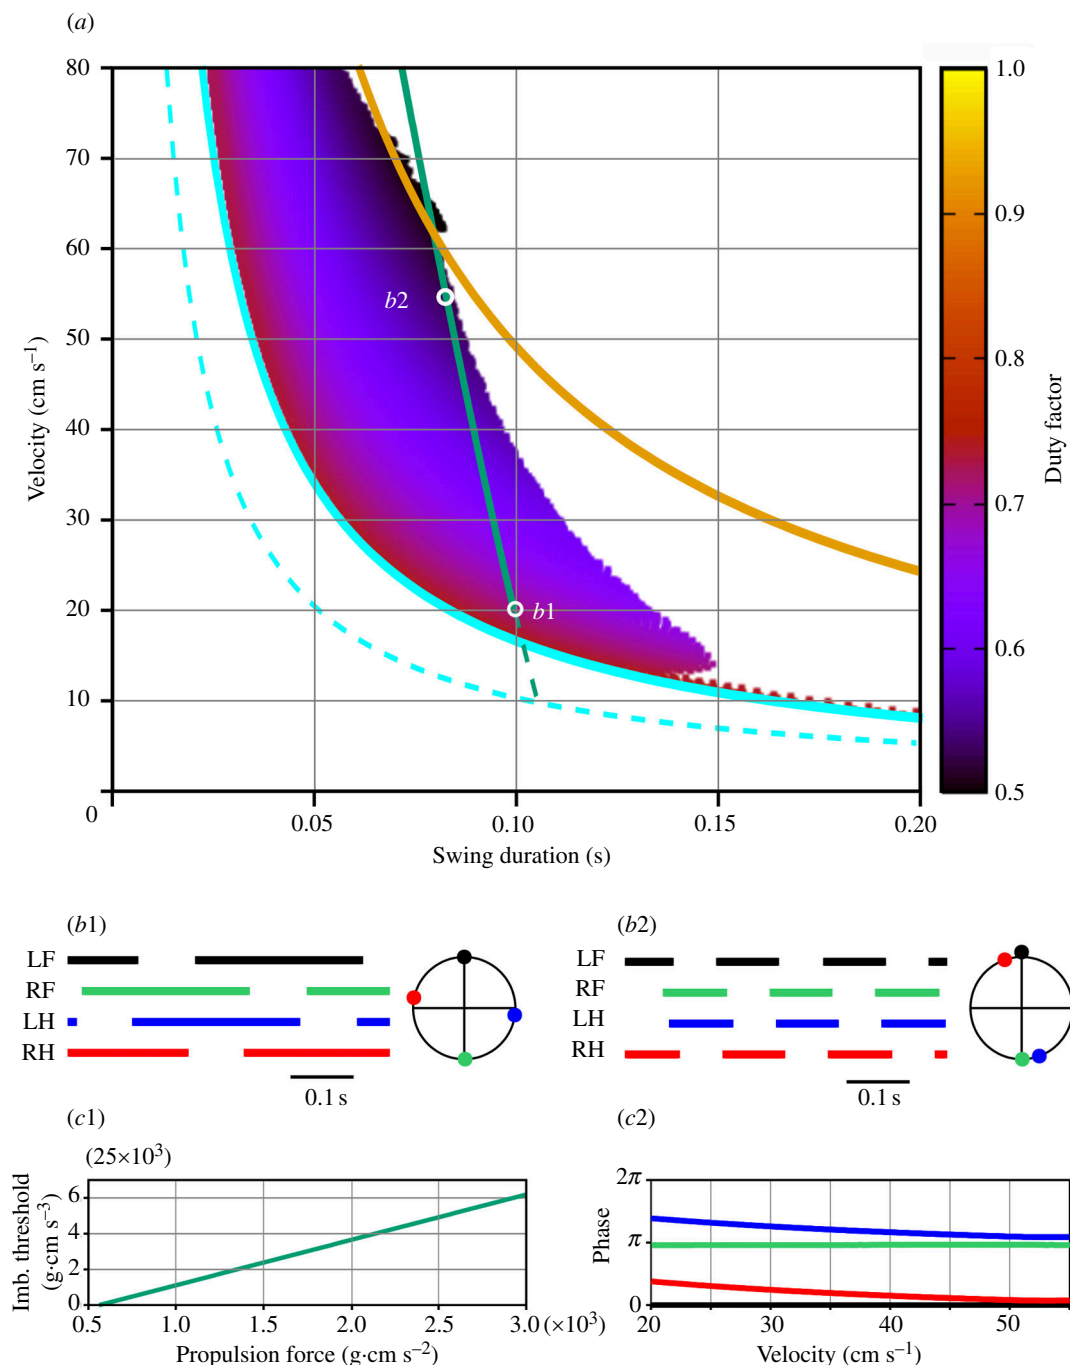 (a)
80
70
60
50
40
30
20
10
0
Velocity (cm s⁻¹)
b2
b1
0.05
0.10
0.15
0.20
Swing duration (s)
1.0
0.9
0.8
0.7
0.6
0.5
Duty factor
(b1)
LF
RF
LH
RH
0.1 s
(b2)
LF
RF
LH
RH
0.1 s
(c1)
(25×10³)
Imb. threshold
(g·cm s⁻³)
6
4
2
0
0.5
1.0
1.5
2.0
2.5
3.0 (×10³)
Propulsion force (g·cm s⁻²)
(c2)
Phase
2π
π
0
20
30
40
50
Velocity (cm s⁻¹)